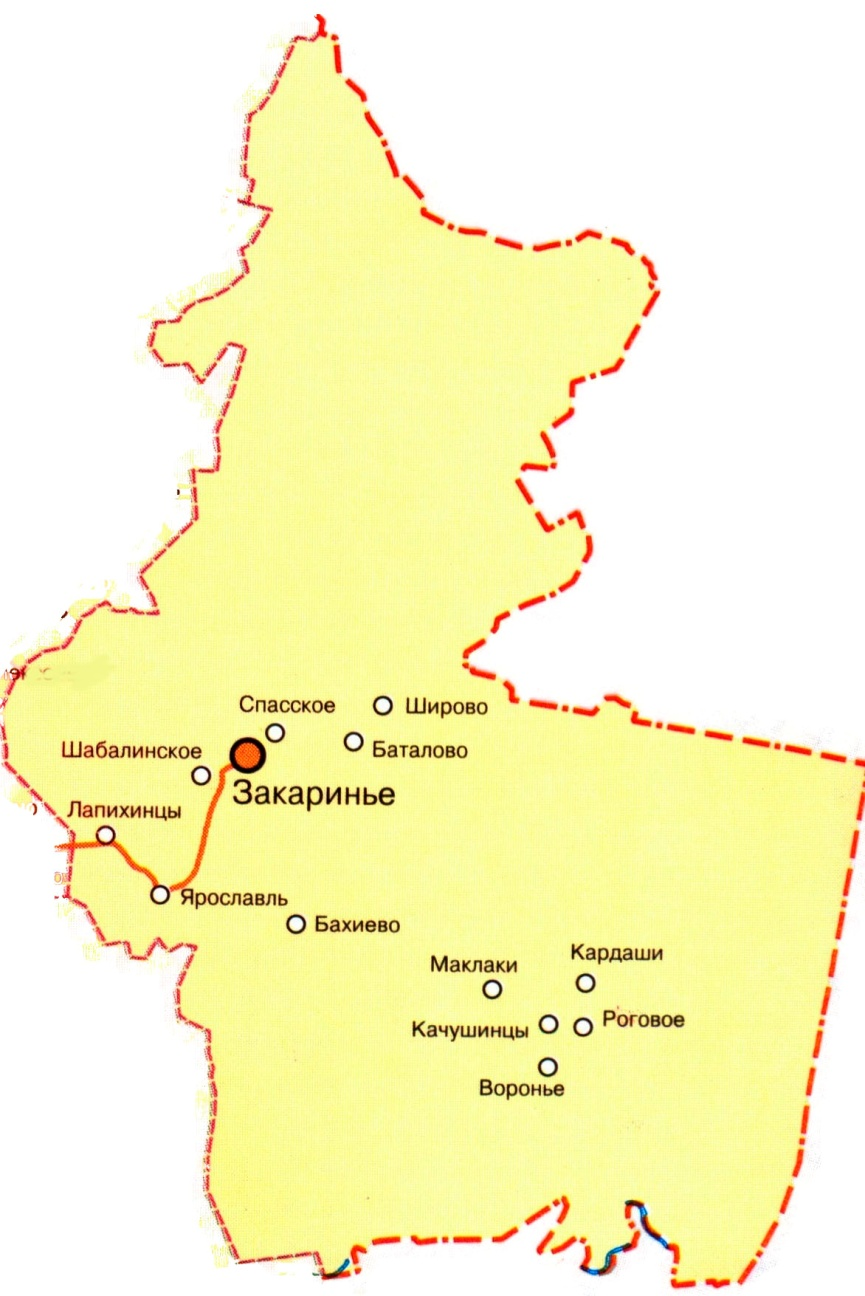 Спасское
Широво
Шабалинское
Баталово
Закаринье
Лапихинцы
Ярославль
Бахиево
Маклаки
Кардаши
Качушинцы
Роговое
Воронье